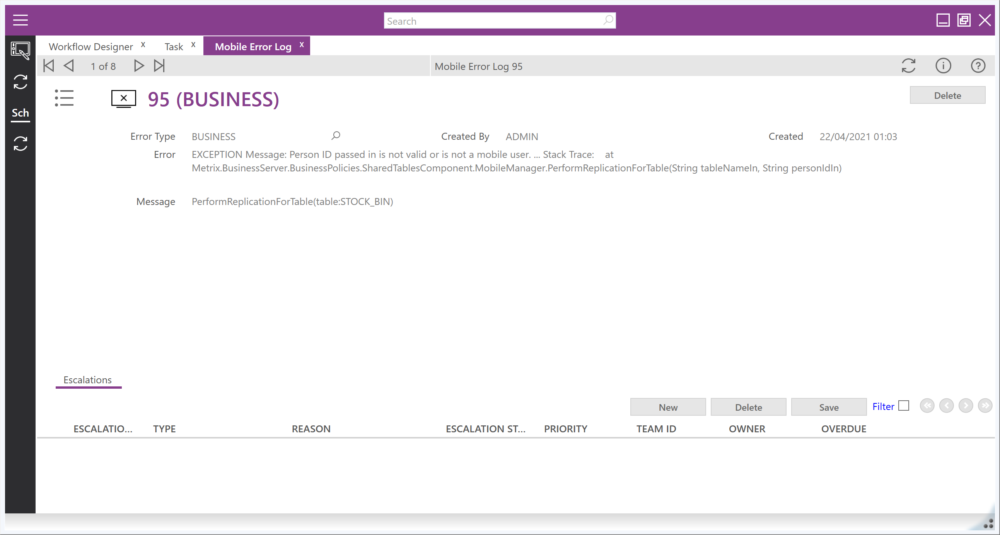 Search
Workflow Designer x Task x Mobile Error Log x
1 of 8 Mobile Error Log 95
Sch
95 (BUSINESS) Delete
Error Type BUSINESS Created By ADMIN Created 22/04/2021 01:03
Error EXCEPTION Message: Person ID passed in is not valid or is not a mobile user. ... Stack Trace: at
Metrix.BusinessServer.BusinessPolicies.SharedTablesComponent.MobileManager.PerformReplicationForTable(String tableNameIn, String personIdIn)
Message PerformReplicationForTable(table:STOCK_BIN)
Escalations
New Delete Save Filter
ESCALATIO... TYPE REASON ESCALATION ST... PRIORITY TEAM ID OWNER OVERDUE